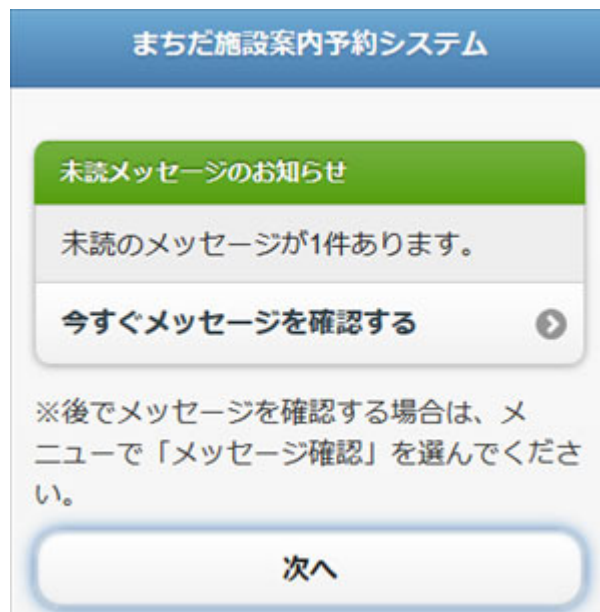 まちだ施設案内予約システム
未読メッセージのお知らせ
未読のメッセージが1件あります。
今すぐメッセージを確認する
※後でメッセージを確認する場合は、メ
ニューで「メッセージ確認」を選んでくださ
い。
次へ